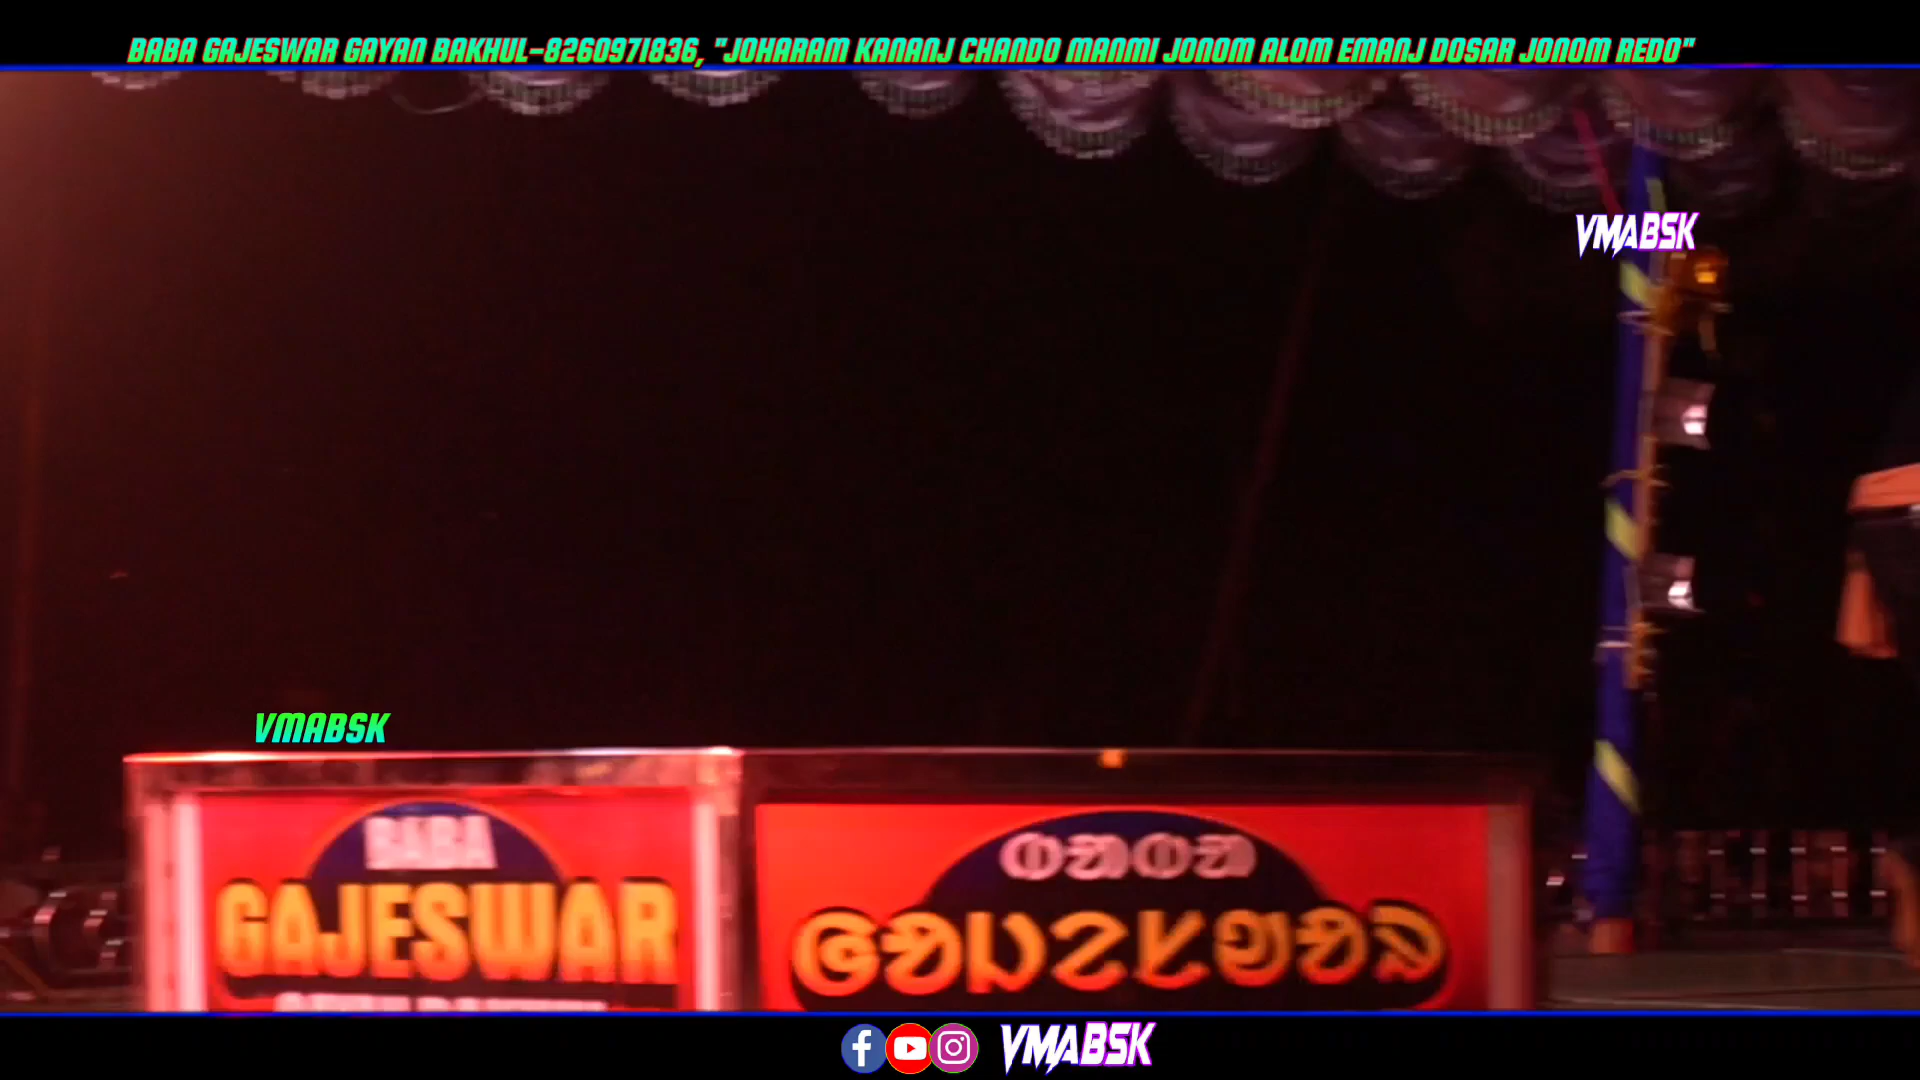 BABA GAJESWAR GAYAN BAKHUL-8260971836, "JOHARAM KANANJ CHANDO MANMI JONOM ALOM EMANJ DOSAR JONOM REDO"
VMABSK
VMABSK
BABA
GAJESWAR
ᱵᱟᱵᱟ
VMABSK